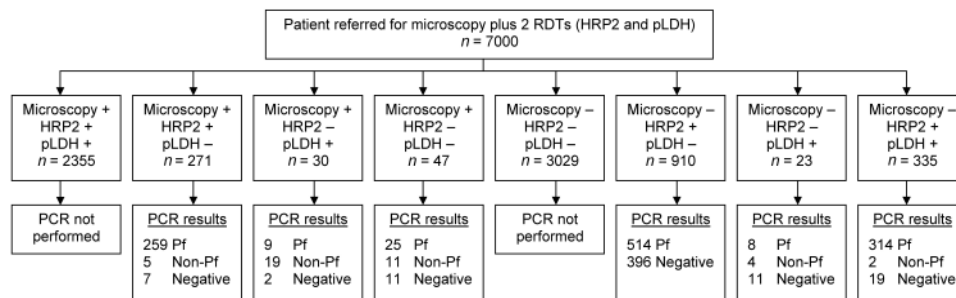 Patient referred for microscopy plus 2 RDTs (HRP2 and pLDH)
n = 7000
Microscopy +
HRP2 +
pLDH +
n = 2355
Microscopy +
HRP2 +
pLDH –
n = 271
Microscopy +
HRP2 –
pLDH +
n = 30
Microscopy +
HRP2 –
pLDH –
n = 47
Microscopy –
HRP2 –
pLDH –
n = 3029
Microscopy –
HRP2 +
pLDH –
n = 910
Microscopy –
HRP2 –
pLDH +
n = 23
Microscopy –
HRP2 +
pLDH +
n = 335
PCR not
performed
PCR results
259 Pf
5 Non-Pf
7 Negative
PCR results
9 Pf
19 Non-Pf
2 Negative
PCR results
25 Pf
11 Non-Pf
11 Negative
PCR not
performed
PCR results
514 Pf
396 Negative
PCR results
8 Pf
4 Non-Pf
11 Negative
PCR results
314 Pf
2 Non-Pf
19 Negative